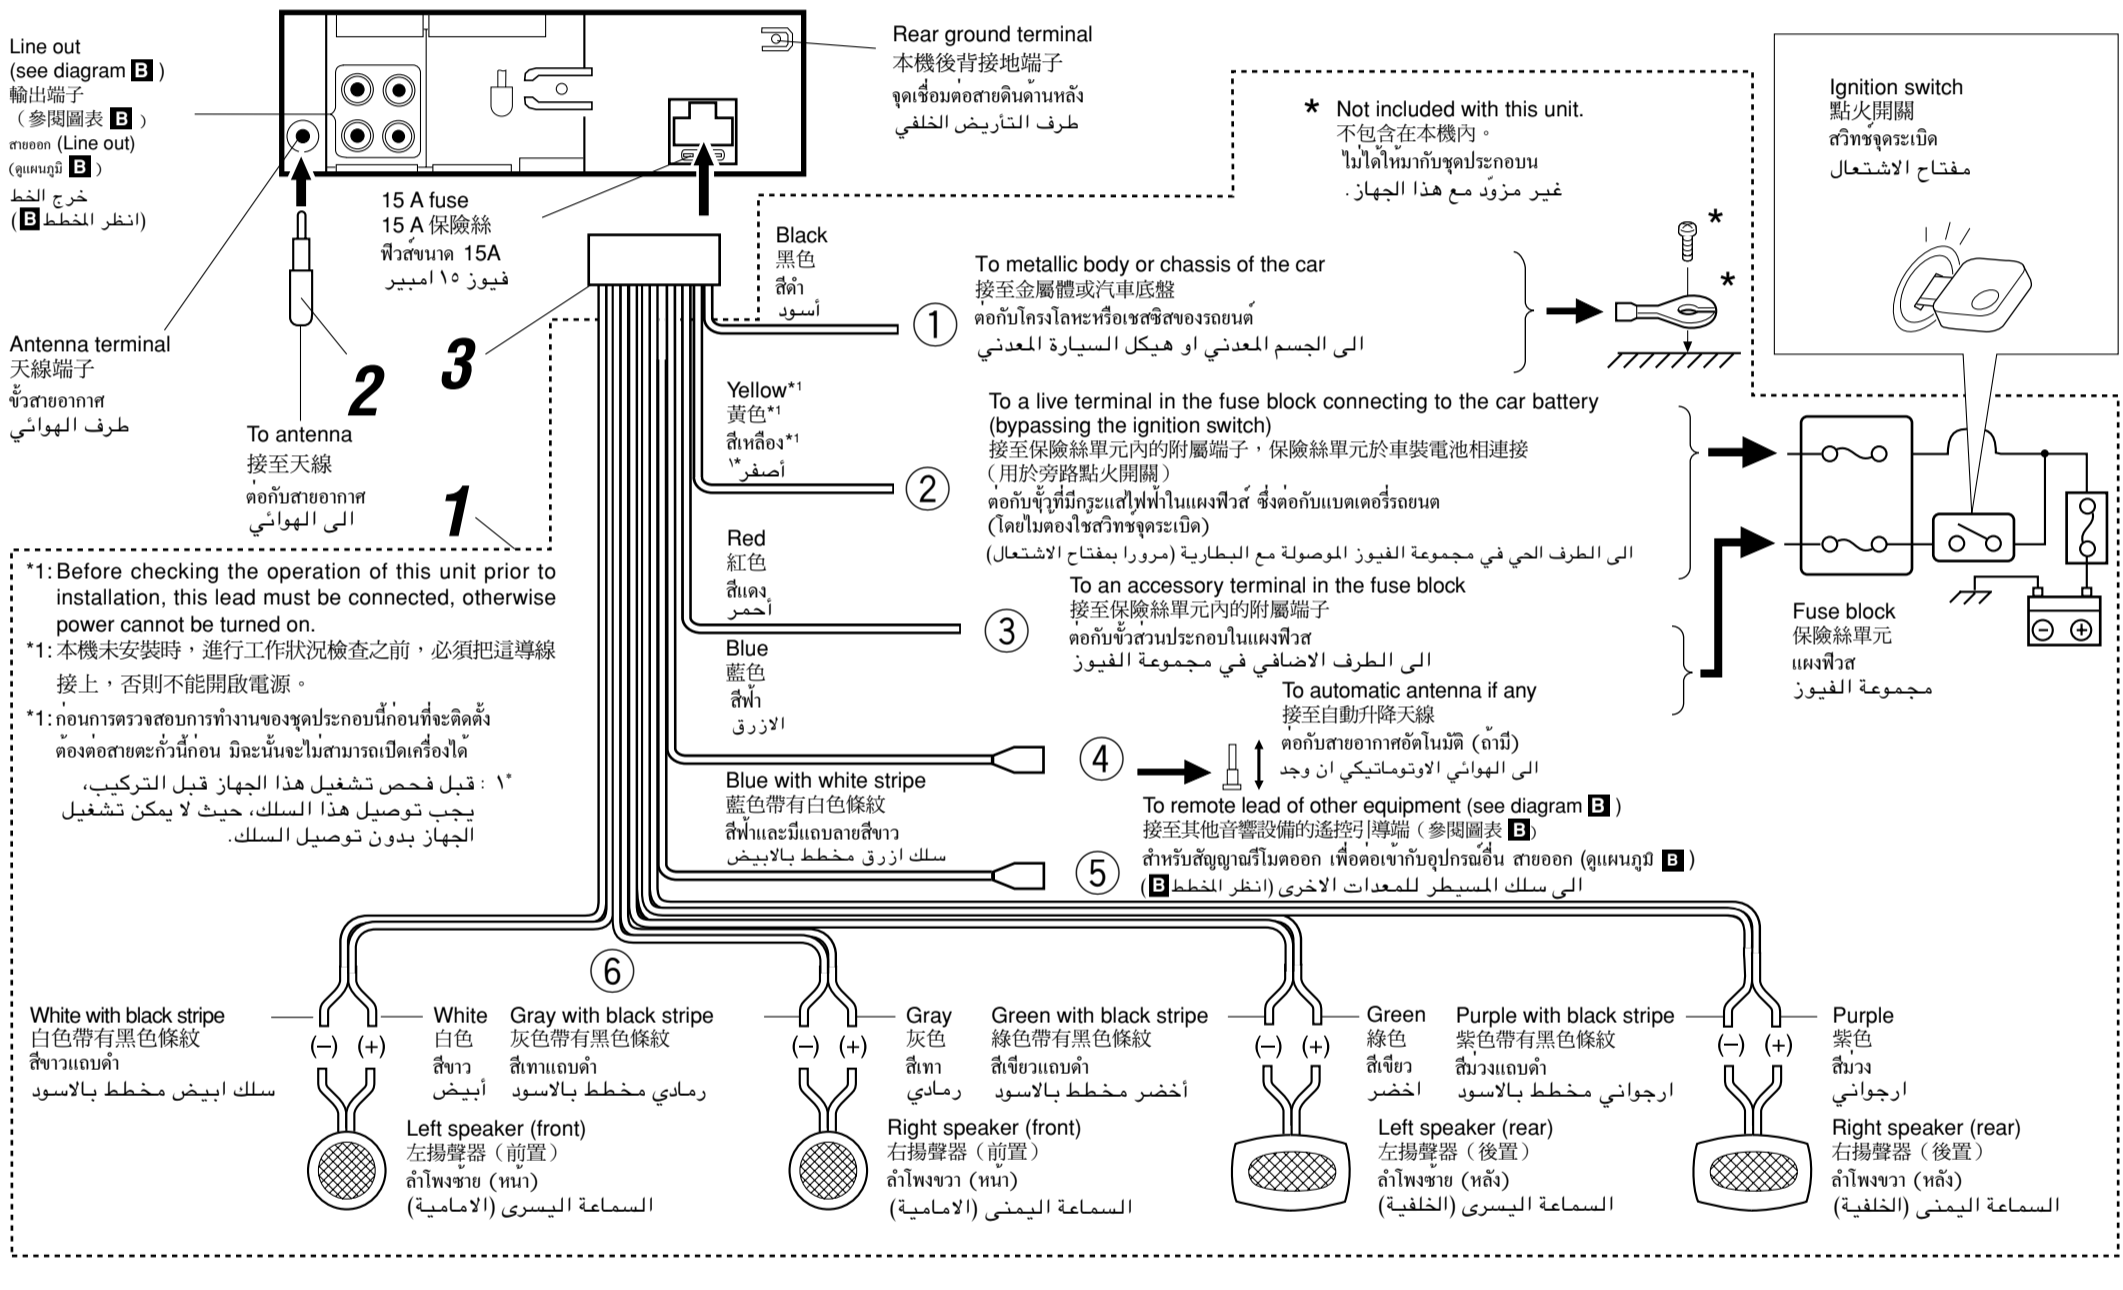 Line out
(see diagram B )
輸出端子
（參閱圖表 B ）
สายออก (Line out)
(ดูแผนภูมิ B )
خرج الخط
(انظر المخطط B)
Rear ground terminal
本機後背接地端子
จุดเชื่อมต่อสายดินด้านหลัง
طرف التأريض الخلفي
* Not included with this unit.
不包含在本機內。
ไม่ได้ให้มากับชุดประกอบน
غير مزوّد مع هذا الجهاز.
Ignition switch
點火開關
สวิทช์จุดระเบิด
مفتاح الاشتعال
15 A fuse
15 A 保險絲
ฟิวส์ขนาด 15A
فيوز ١٥ امبير
Antenna terminal
天線端子
ขั้วสายอากาศ
طرف الهوائي
2
3
To antenna
接至天線
ต่อกับสายอากาศ
الى الهوائي
1
Black
黑色
สีดำ
أسود
①
To metallic body or chassis of the car
接至金屬體或汽車底盤
ต่อกับโครงโลหะหรือเชสซิสของรถยนต์
الى الجسم المعدني او هيكل السيارة المعدني
*
*
Yellow*1
黃色*1
สีเหลือง*1
أصفر*١
②
To a live terminal in the fuse block connecting to the car battery
(bypassing the ignition switch)
接至保險絲單元內的附屬端子，保險絲單元於車裝電池相連接
（用於旁路點火開關）
ต่อกับขั้วที่มีกระแสไฟฟ้าในแผงฟิวส์ ซึ่งต่อกับแบตเตอรี่รถยนต
(โดยไม่ต้องใช้สวิทช์จุดระเบิด)
الى الطرف الحي في مجموعة الفيوز الموصولة مع البطارية (مرورا بمفتاح الاشتعال)
Red
紅色
สีแดง
أحمر
③
To an accessory terminal in the fuse block
接至保險絲單元內的附屬端子
ต่อกับขั้วส่วนประกอบในแผงฟิวส
الى الطرف الاضافي في مجموعة الفيوز
Fuse block
保險絲單元
แผงฟิวส
مجموعة الفيوز
− +
Blue
藍色
สีฟ้า
الازرق
④
To automatic antenna if any
接至自動升降天線
ต่อกับสายอากาศอัตโนมัติ (ถ้ามี)
الى الهوائي الاوتوماتيكي ان وجد
Blue with white stripe
藍色帶有白色條紋
สีฟ้าและมีแถบลายสีขาว
سلك ازرق مخطط بالابيض
⑤
To remote lead of other equipment (see diagram B )
接至其他音響設備的遙控引導端（參閱圖表 B）
สำหรับสัญญาณรีโมตออก เพื่อต่อเข้ากับอุปกรณ์อื่น สายออก (ดูแผนภูมิ B )
الى سلك المسيطر للمعدات الاخرى (انظر المخطط B)
*1: Before checking the operation of this unit prior to
installation, this lead must be connected, otherwise
power cannot be turned on.
*1: 本機未安裝時，進行工作狀況檢查之前，必須把這導線
接上，否則不能開啟電源。
*1: ก่อนการตรวจสอบการทำงานของชุดประกอบนี้ก่อนที่จะติดตั้ง
ต้องต่อสายตะกั่วนี้ก่อน มิฉะนั้นจะไม่สามารถเปิดเครื่องได้
*١ : قبل فحص تشغيل هذا الجهاز قبل التركيب،
يجب توصيل هذا السلك، حيث لا يمكن تشغيل
الجهاز بدون توصيل السلك.
⑥
White with black stripe
白色帶有黑色條紋
สีขาวแถบดำ
سلك ابيض مخطط بالاسود
(−) (+)
White
白色
สีขาว
أبيض
Left speaker (front)
左揚聲器（前置）
ลำโพงซ้าย (หน้า)
السماعة اليسرى (الامامية)
Gray with black stripe
灰色帶有黑色條紋
สีเทาแถบดำ
رمادي مخطط بالاسود
(−) (+)
Gray
灰色
สีเทา
رمادي
Right speaker (front)
右揚聲器（前置）
ลำโพงขวา (หน้า)
السماعة اليمنى (الامامية)
Green with black stripe
綠色帶有黑色條紋
สีเขียวแถบดำ
أخضر مخطط بالاسود
(−) (+)
Green
綠色
สีเขียว
اخضر
Left speaker (rear)
左揚聲器（後置）
ลำโพงซ้าย (หลัง)
السماعة اليسرى (الخلفية)
Purple with black stripe
紫色帶有黑色條紋
สีม่วงแถบดำ
ارجواني مخطط بالاسود
(−) (+)
Purple
紫色
สีม่วง
ارجواني
Right speaker (rear)
右揚聲器（後置）
ลำโพงขวา (หลัง)
السماعة اليمنى (الخلفية)